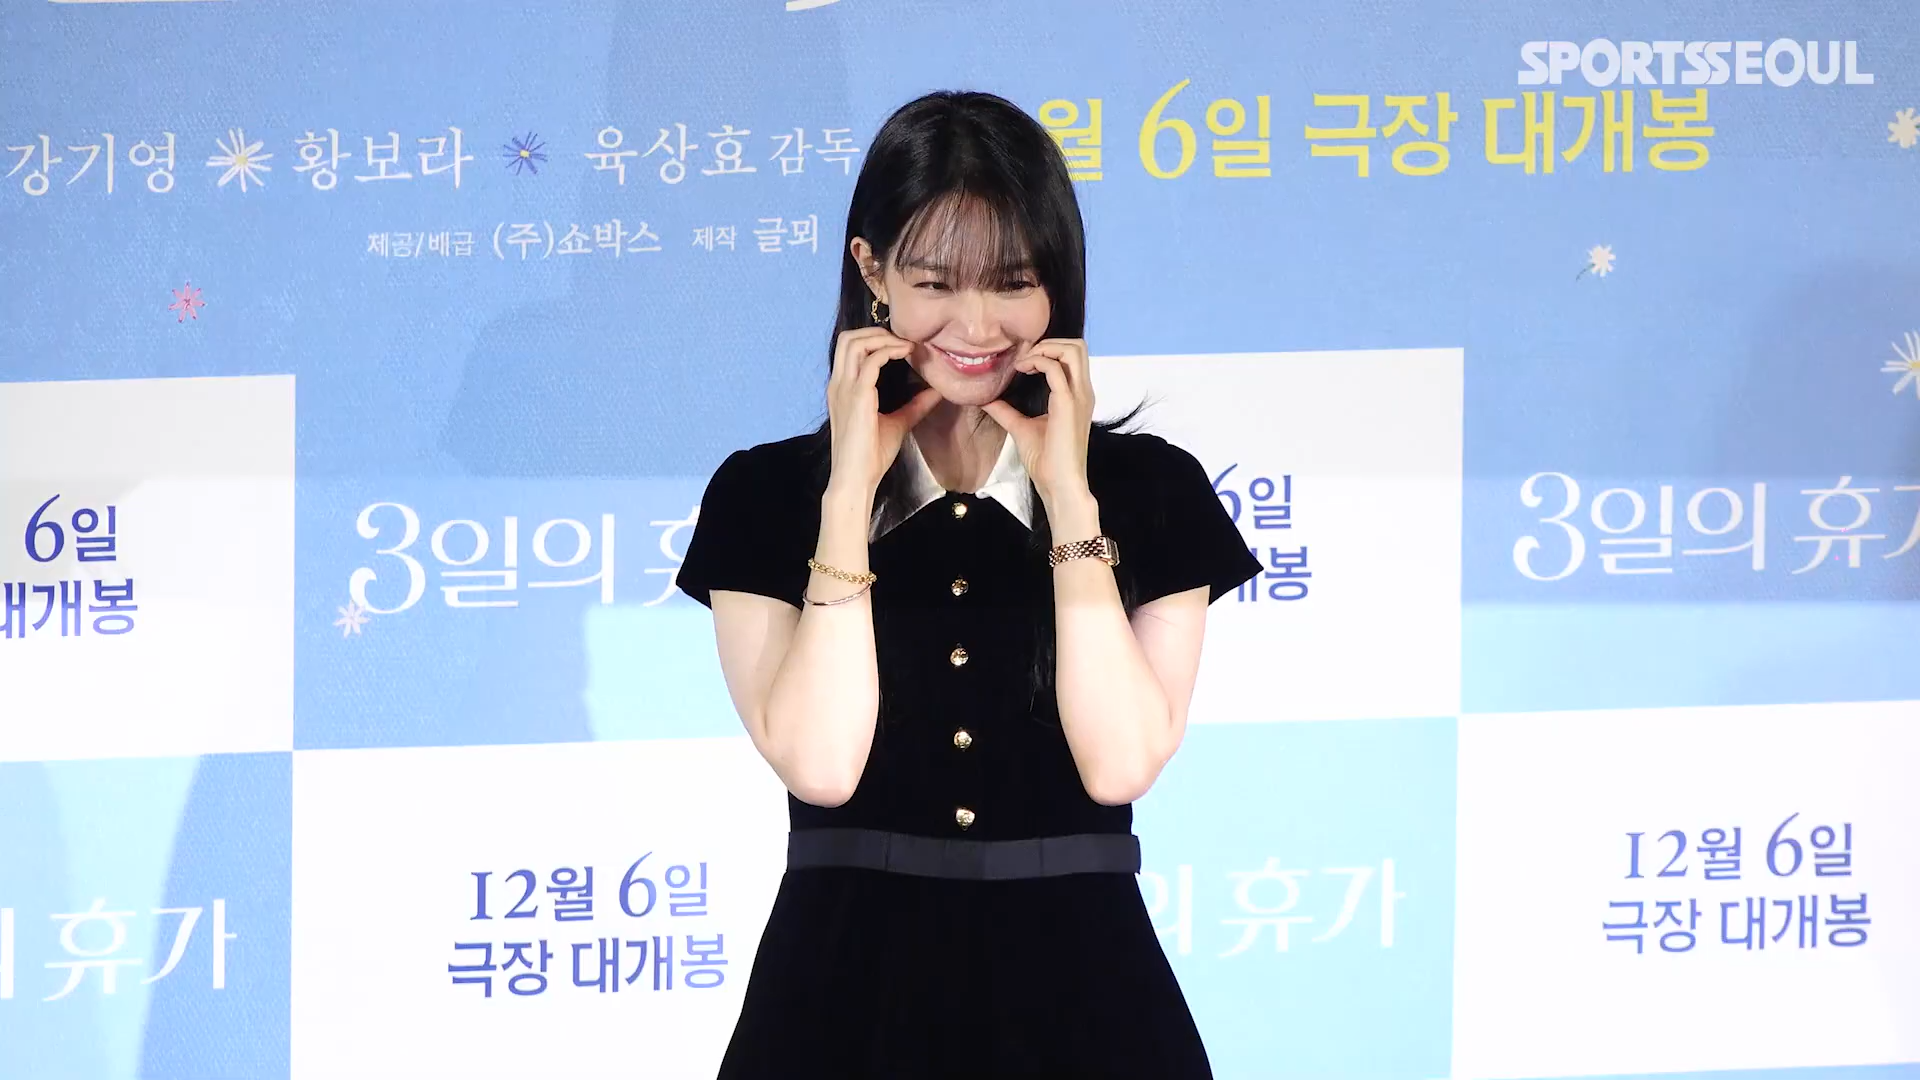 SPORTSSEOUL
강기영 황보라 육상효 감독
월 6일 극장 대개봉
제공/배급 (주)쇼박스 제작 글뫼
6일
대개봉
3일의
6일
개봉
3일의 휴가
의 휴가
12월 6일
극장 대개봉
의 휴가
12월 6일
극장 대개봉